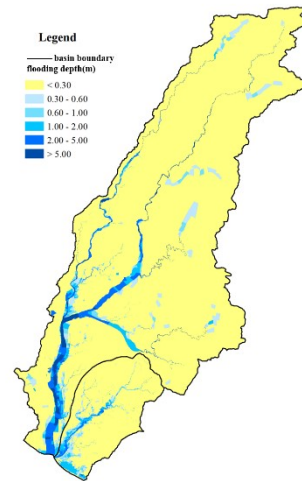 Legend
basin boundary
flooding depth(m)
< 0.30
0.30 - 0.60
0.60 - 1.00
1.00 - 2.00
2.00 - 5.00
> 5.00